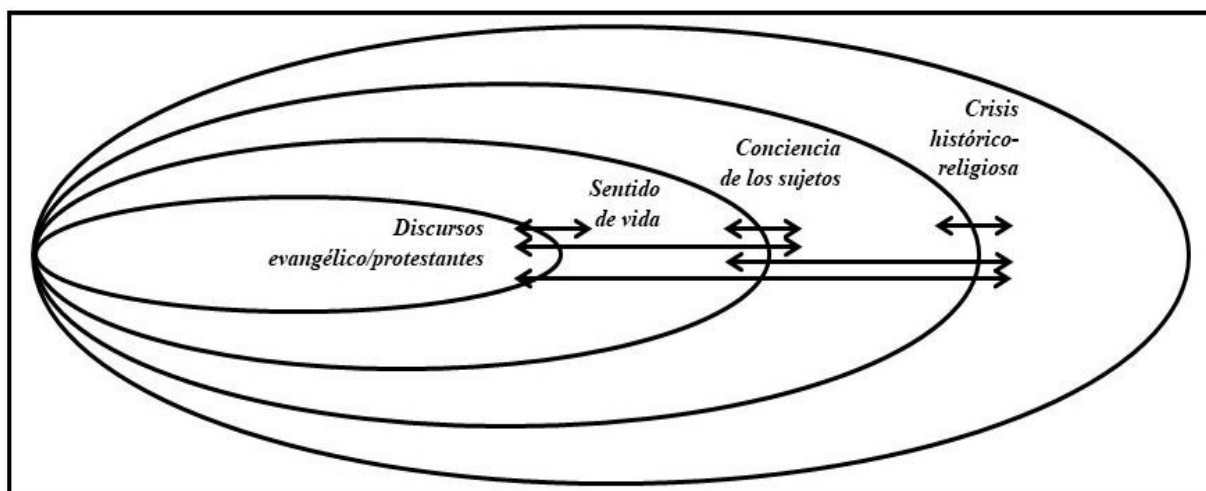 Discursos
evangélico/protestantes
Sentido
de vida
Conciencia
de los sujetos
Crisis
histórico-
religiosa